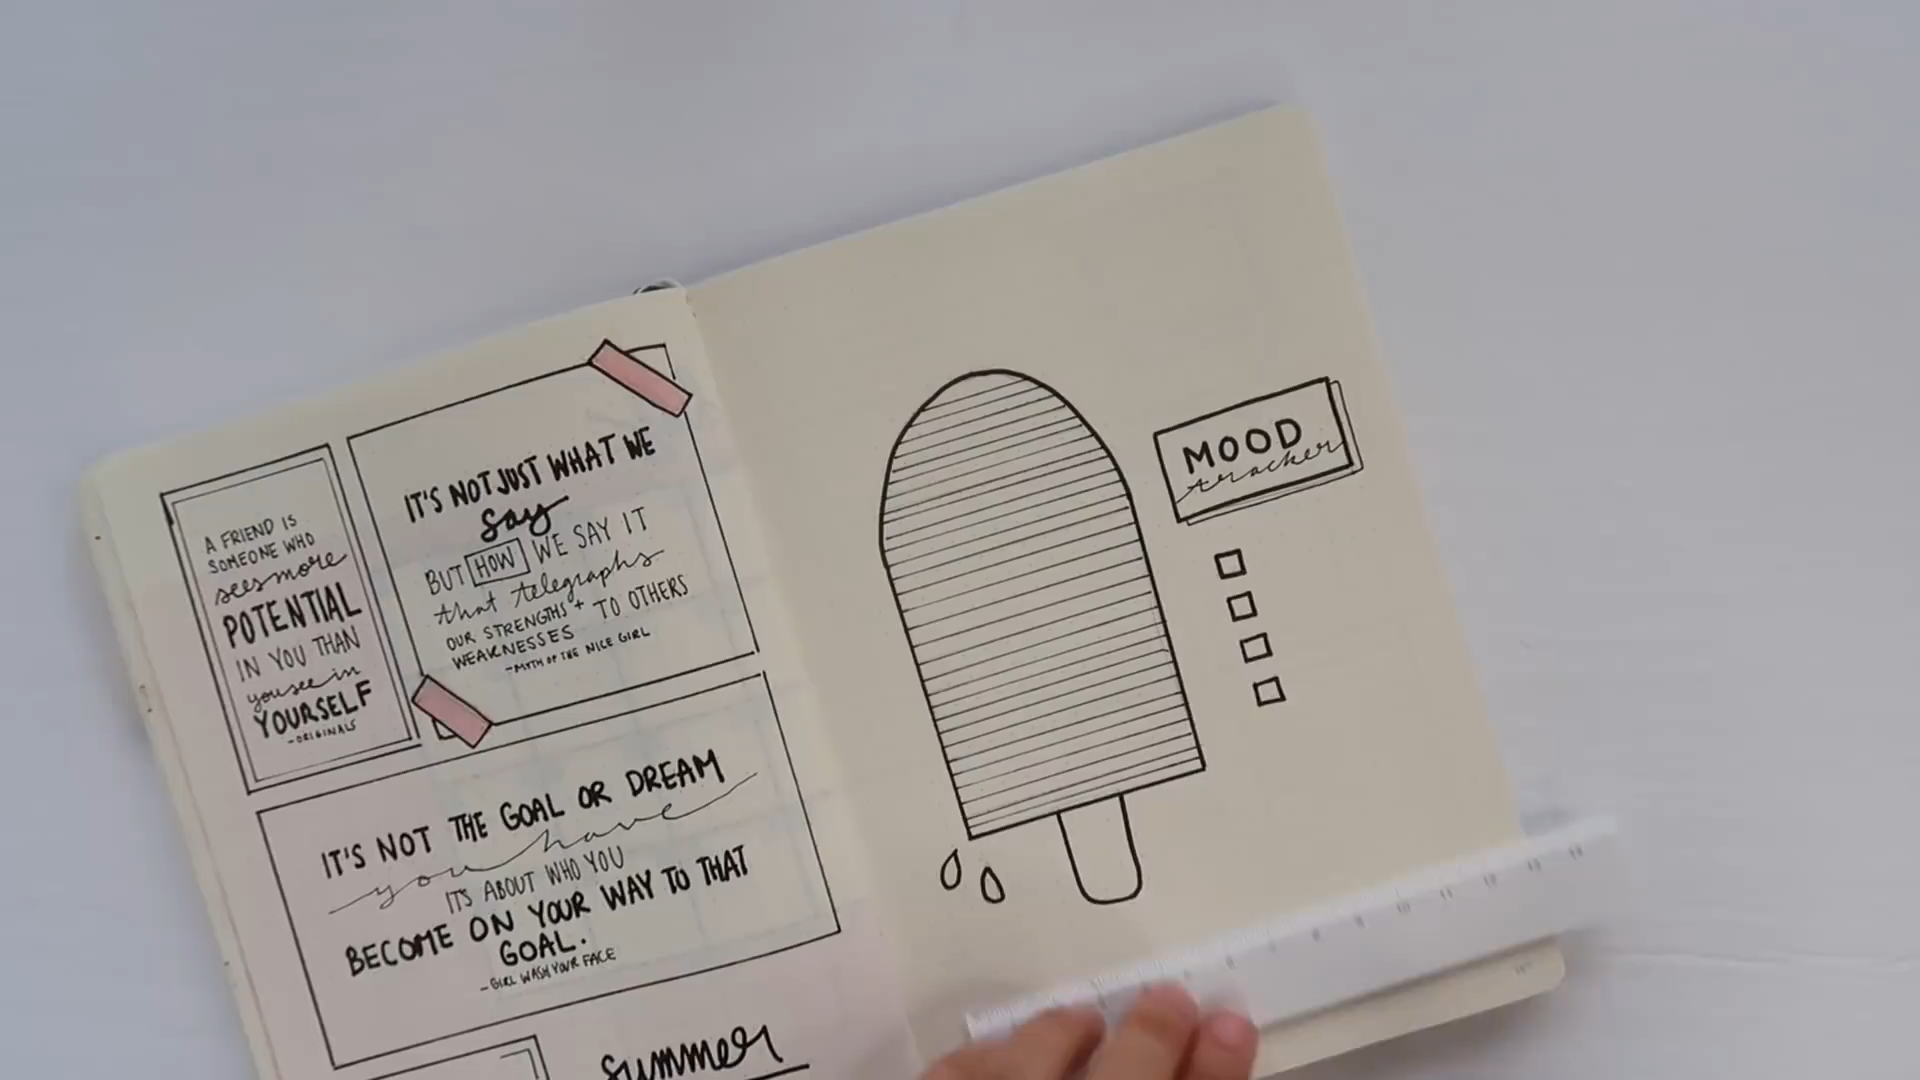 A FRIEND IS
SOMEONE WHO
sees more
POTENTIAL
IN YOU THAN
you see in
YOURSELF
-ORIGINALS
IT'S NOT JUST WHAT WE
say
BUT HOW WE SAY IT
that telegraphs
OUR STRENGTHS + TO OTHERS
WEAKNESSES
-MYTH OF THE NICE GIRL
IT'S NOT THE GOAL OR DREAM
you have
IT'S ABOUT WHO YOU
BECOME ON YOUR WAY TO THAT
GOAL.
-GIRL WASH YOUR FACE
summer
MOOD
tracker